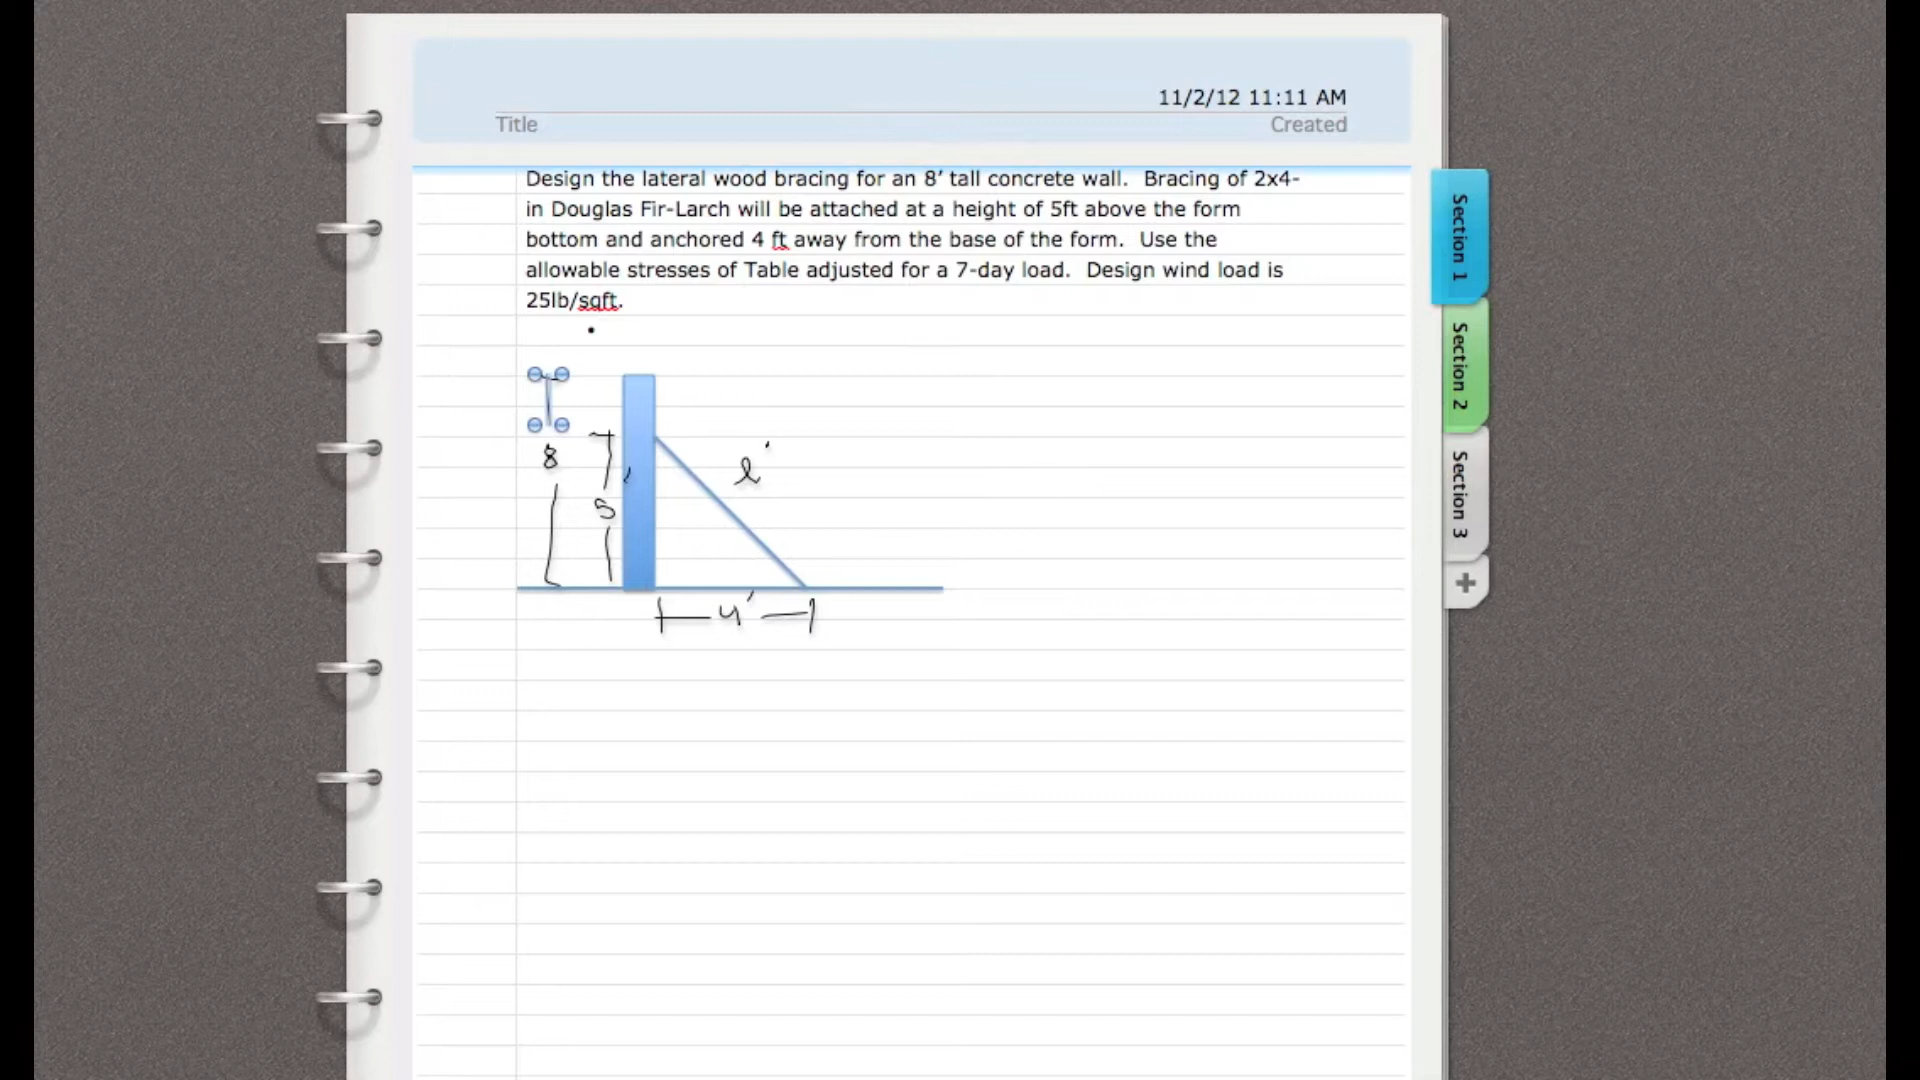 11/2/12 11:11 AM
Title
Created
Design the lateral wood bracing for an 8’ tall concrete wall. Bracing of 2x4-
in Douglas Fir-Larch will be attached at a height of 5ft above the form
bottom and anchored 4 ft away from the base of the form. Use the
allowable stresses of Table adjusted for a 7-day load. Design wind load is
25lb/sqft.
8
5'
l'
4'
Section 1
Section 2
Section 3